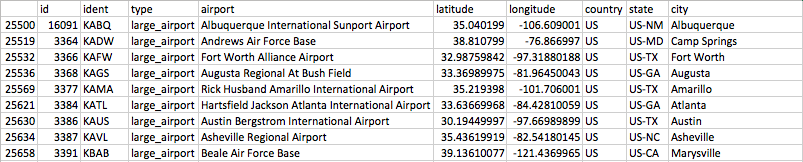 id ident type airport latitude longitude country state city
25500 16091 KABQ large_airport Albuquerque International Sunport Airport 35.040199 -106.609001 US US-NM Albuquerque
25519 3364 KADW large_airport Andrews Air Force Base 38.810799 -76.866997 US US-MD Camp Springs
25532 3366 KAFW large_airport Fort Worth Alliance Airport 32.98759842 -97.31880188 US US-TX Fort Worth
25536 3368 KAGS large_airport Augusta Regional At Bush Field 33.36989975 -81.96450043 US US-GA Augusta
25569 3377 KAMA large_airport Rick Husband Amarillo International Airport 35.219398 -101.706001 US US-TX Amarillo
25621 3384 KATL large_airport Hartsfield Jackson Atlanta International Airport 33.63669968 -84.42810059 US US-GA Atlanta
25630 3386 KAUS large_airport Austin Bergstrom International Airport 30.19449997 -97.66989899 US US-TX Austin
25634 3387 KAVL large_airport Asheville Regional Airport 35.43619919 -82.54180145 US US-NC Asheville
25658 3391 KBAB large_airport Beale Air Force Base 39.13610077 -121.4369965 US US-CA Marysville